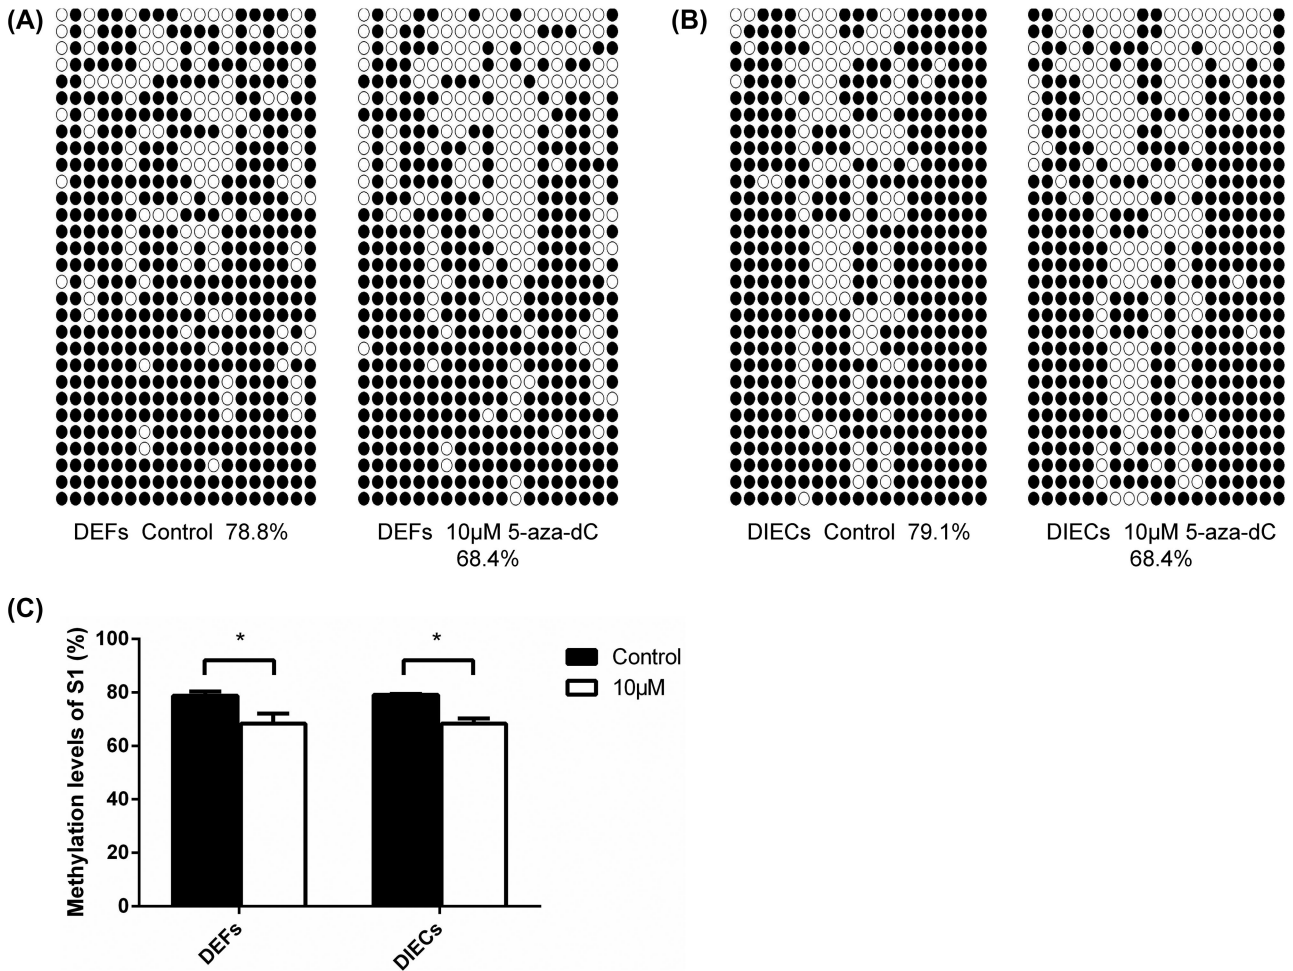 (A)
(B)
DEFs Control 78.8%
DEFs 10μM 5-aza-dC
68.4%
DIECs Control 79.1%
DIECs 10μM 5-aza-dC
68.4%
(C)
Methylation levels of S1 (%)
100
80
60
40
20
0
*
*
Control
10μM
DEFs
DIECs